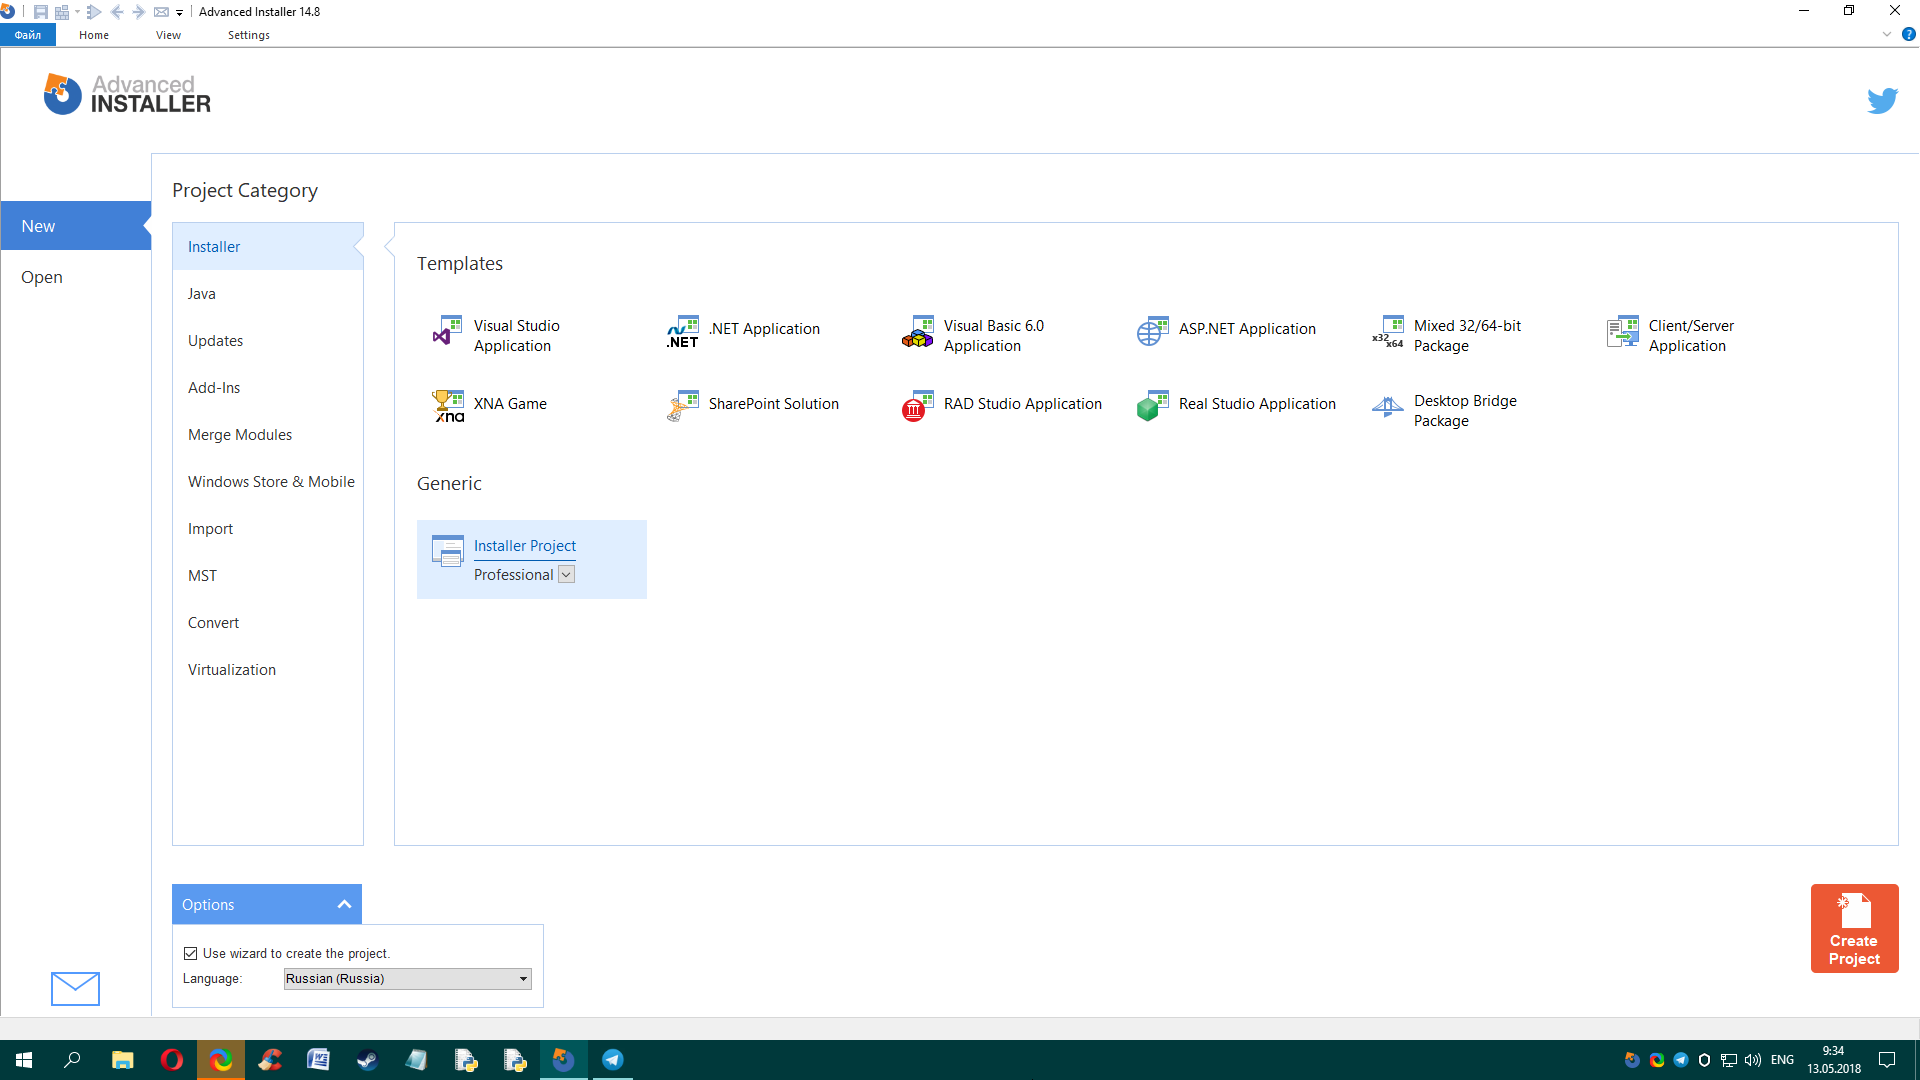 Advanced Installer 14.8
Файл Home View Settings
?
Advanced
INSTALLER
New
Open
Project Category
Installer
Java
Updates
Add-Ins
Merge Modules
Windows Store & Mobile
Import
MST
Convert
Virtualization
Templates
Visual Studio
Application
.NET
.NET Application
Visual Basic 6.0
Application
ASP.NET Application
x32 x64
Mixed 32/64-bit
Package
Client/Server
Application
xna
XNA Game
SharePoint Solution
RAD Studio Application
Real Studio Application
Desktop Bridge
Package
Generic
Installer Project
Professional
Options
Use wizard to create the project.
Language: Russian (Russia)
Create
Project
W
ENG
9:34
13.05.2018